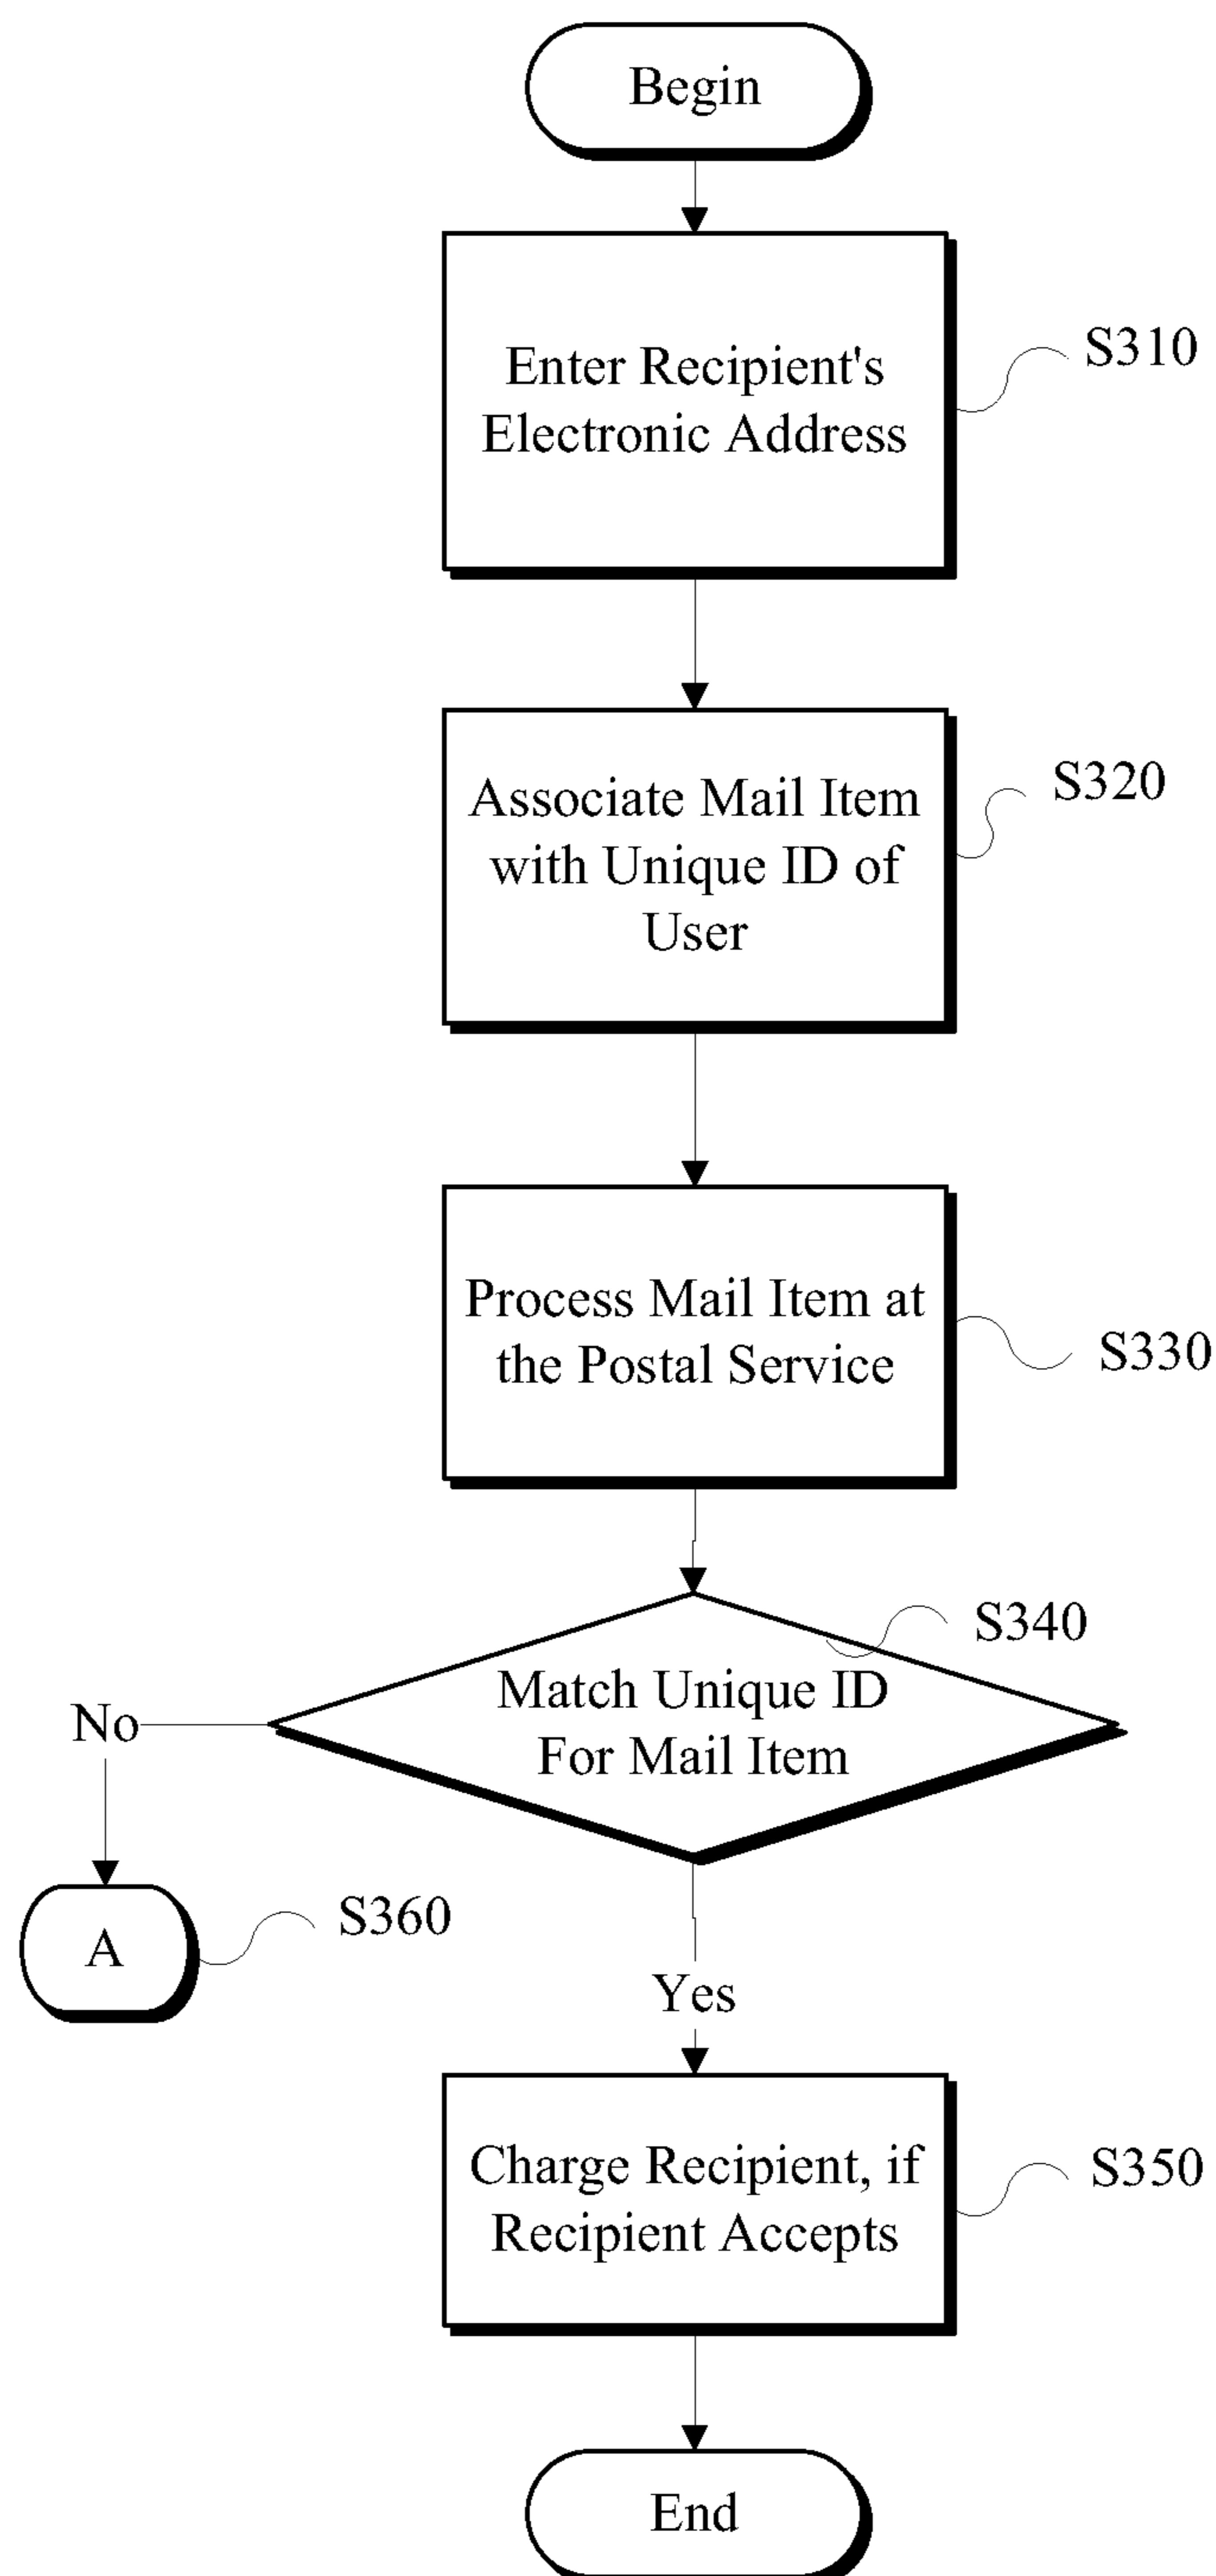 Begin
Enter Recipient's
Electronic Address
S310
Associate Mail Item
with Unique ID of
User
S320
Process Mail Item at
the Postal Service
S330
Match Unique ID
For Mail Item
S340
No
A
S360
Yes
Charge Recipient, if
Recipient Accepts
S350
End